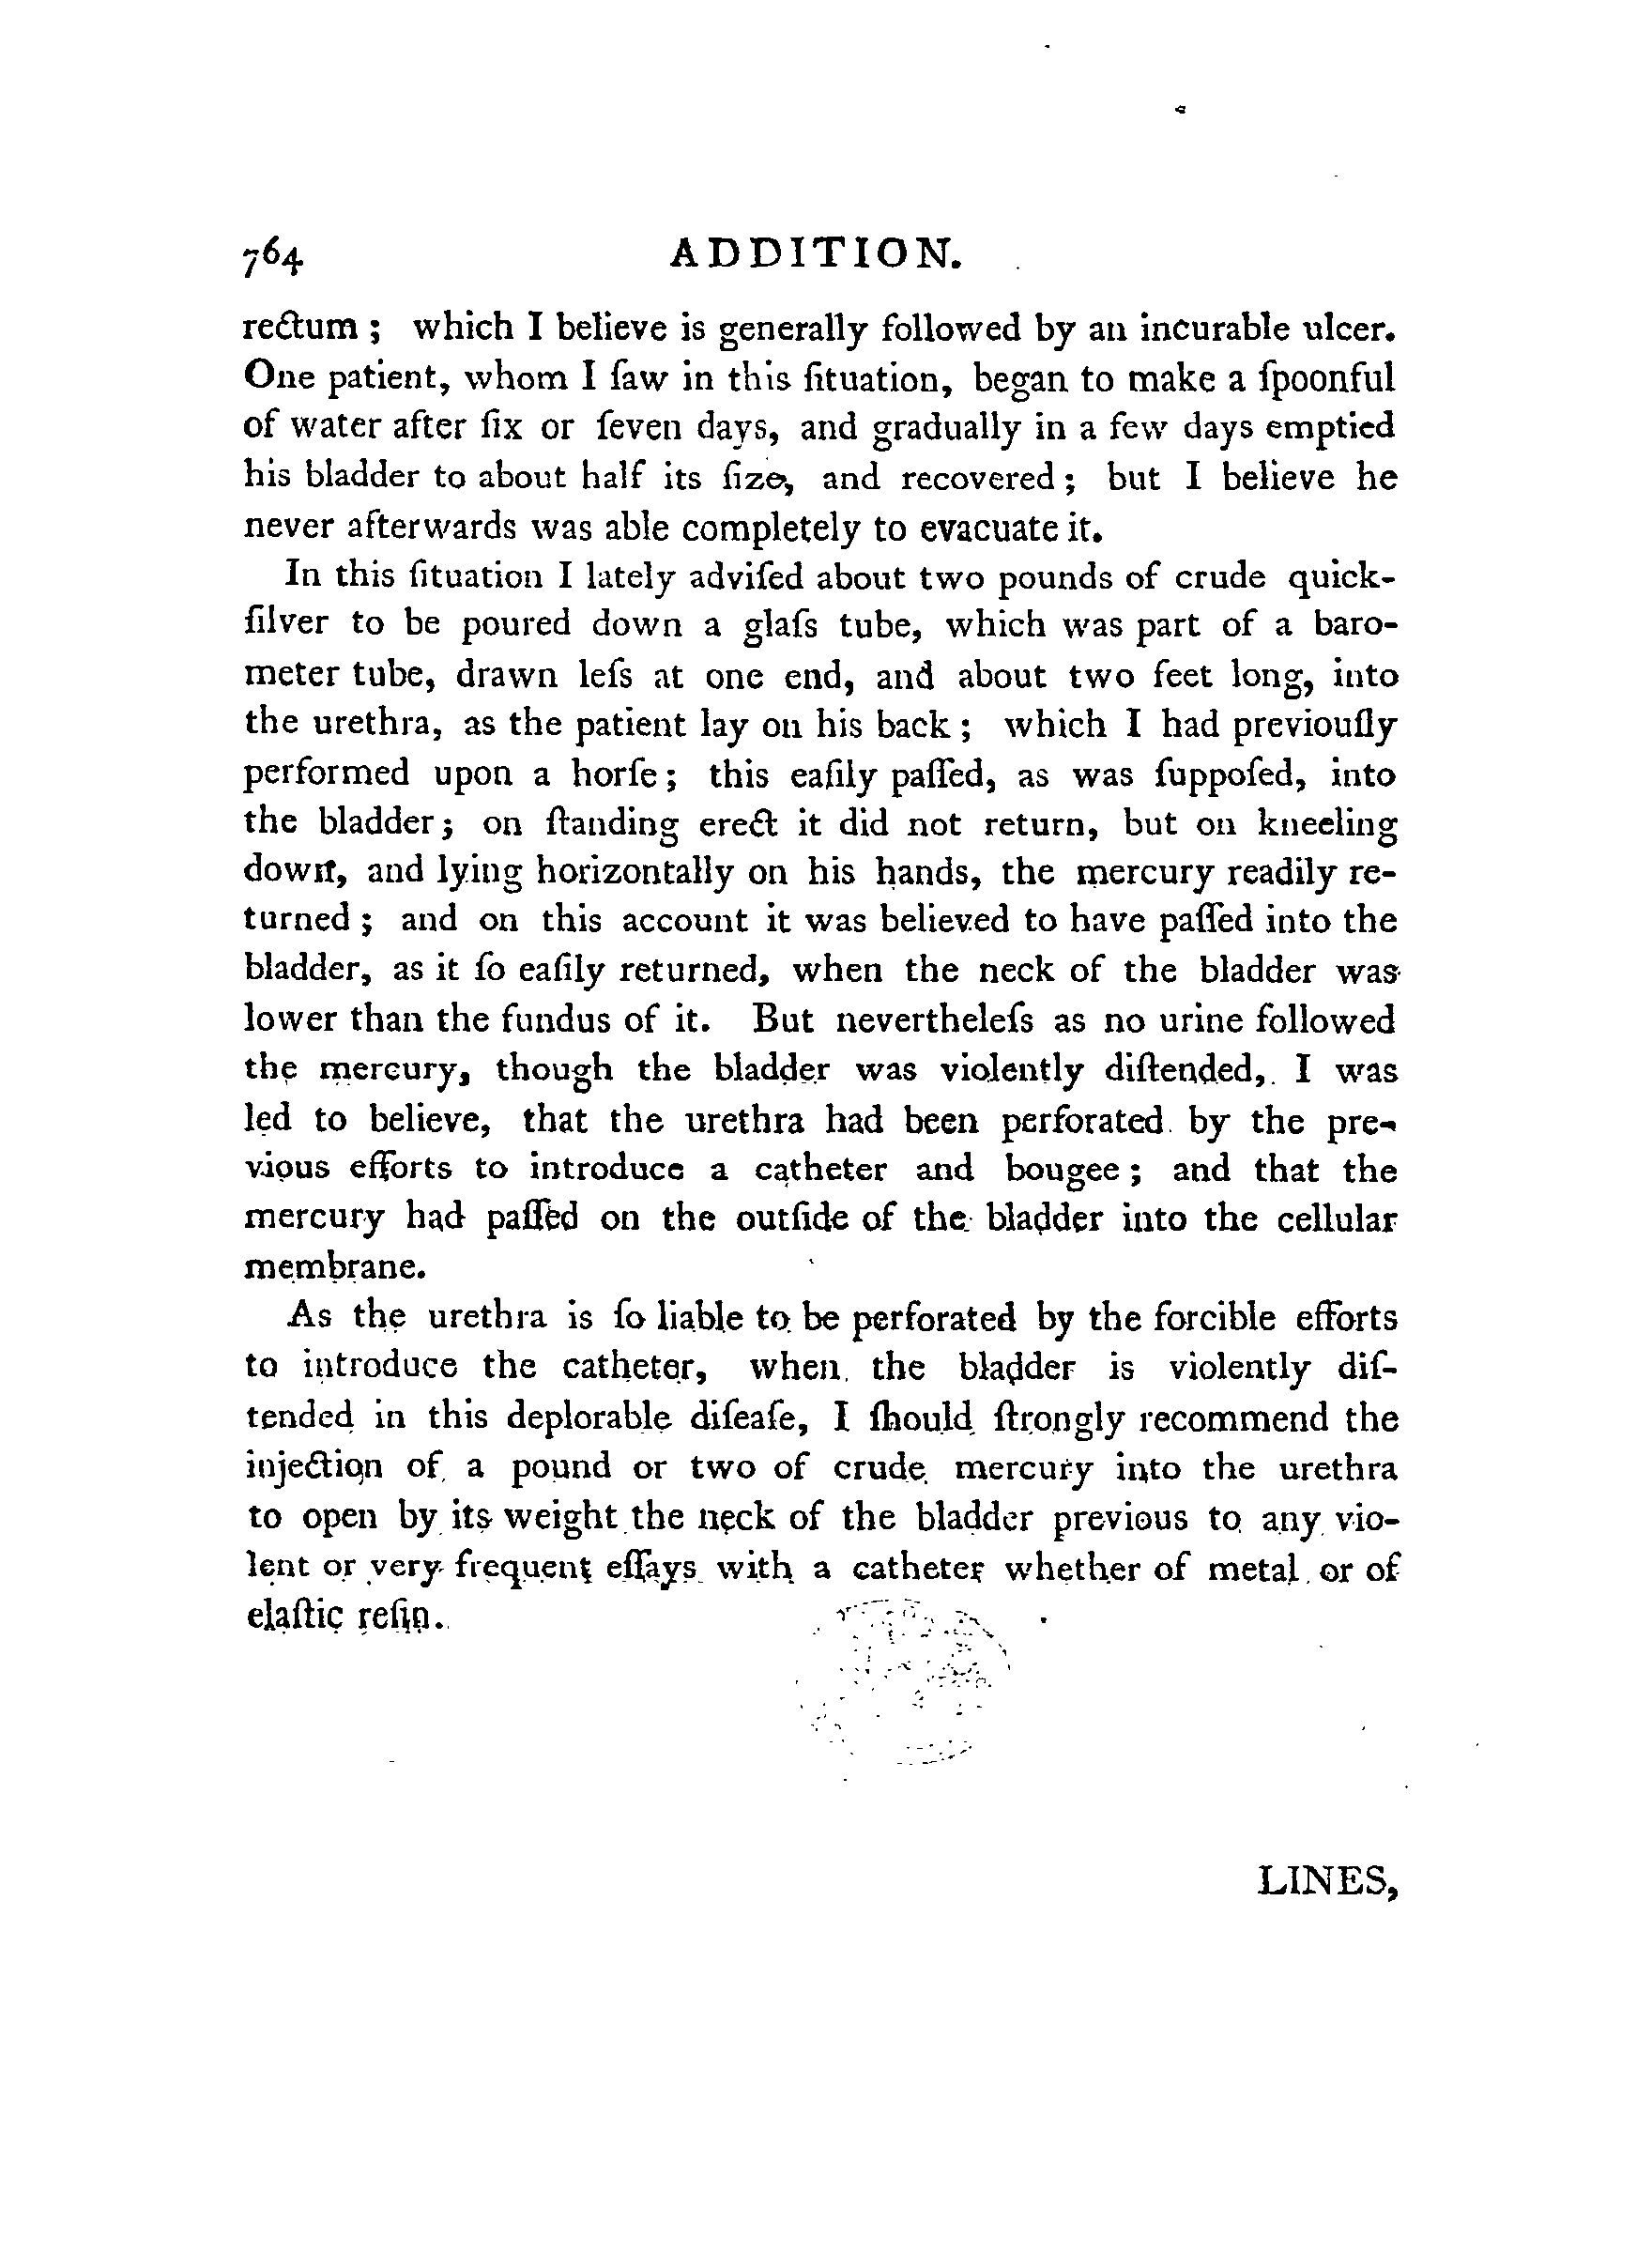 764 ADDITION.
rectum ; which I believe is generally followed by an incurable ulcer.
One patient, whom I ſaw in this ſituation, began to make a ſpoonful
of water after ſix or ſeven days, and gradually in a few days emptied
his bladder to about half its ſize, and recovered ; but I believe he
never afterwards was able completely to evacuate it.
In this ſituation I lately adviſed about two pounds of crude quick-
ſilver to be poured down a glaſs tube, which was part of a baro-
meter tube, drawn leſs at one end, and about two feet long, into
the urethra, as the patient lay on his back ; which I had previouſly
performed upon a horſe ; this eaſily paſſed, as was ſuppoſed, into
the bladder ; on ſtanding erect it did not return, but on kneeling
down, and lying horizontally on his hands, the mercury readily re-
turned ; and on this account it was believed to have paſſed into the
bladder, as it ſo eaſily returned, when the neck of the bladder was
lower than the fundus of it. But nevertheleſs as no urine followed
the mercury, though the bladder was violently diſtended, I was
led to believe, that the urethra had been perforated by the pre-
vious efforts to introduce a catheter and bougee ; and that the
mercury had paſſed on the outſide of the bladder into the cellular
membrane.
As the urethra is ſo liable to be perforated by the forcible efforts
to introduce the catheter, when the bladder is violently diſ-
tended in this deplorable diſeaſe, I ſhould ſtrongly recommend the
injection of a pound or two of crude mercury into the urethra
to open by its weight the neck of the bladder previous to any vio-
lent or very frequent eſſays with a catheter whether of metal or of
elaſtic reſin.
LINES,